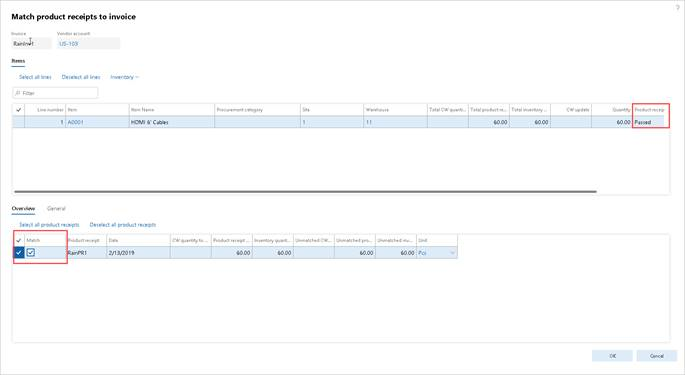 ?
Match product receipts to invoice
Invoice Vendor account
US-103
Items
Select all lines Deselect all lines Inventory
Filter
Line number Item Item Name Procurement category Site Warehouse Total CW quanti... Total product re... Total inventory ... CW update Quantity Product receip
1 A0001 HDMI 6' Cables 1 11 60.00 60.00 60.00 Passed
Overview General
Select all product receipts Deselect all product receipts
Match Product receipt Date CW quantity to ... Product receipt ... Inventory quant... Unmatched CW... Unmatched pro... Unmatched inv... Unit
RainPR1 2/13/2019 60.00 60.00 60.00 60.00 Pcs
OK Cancel